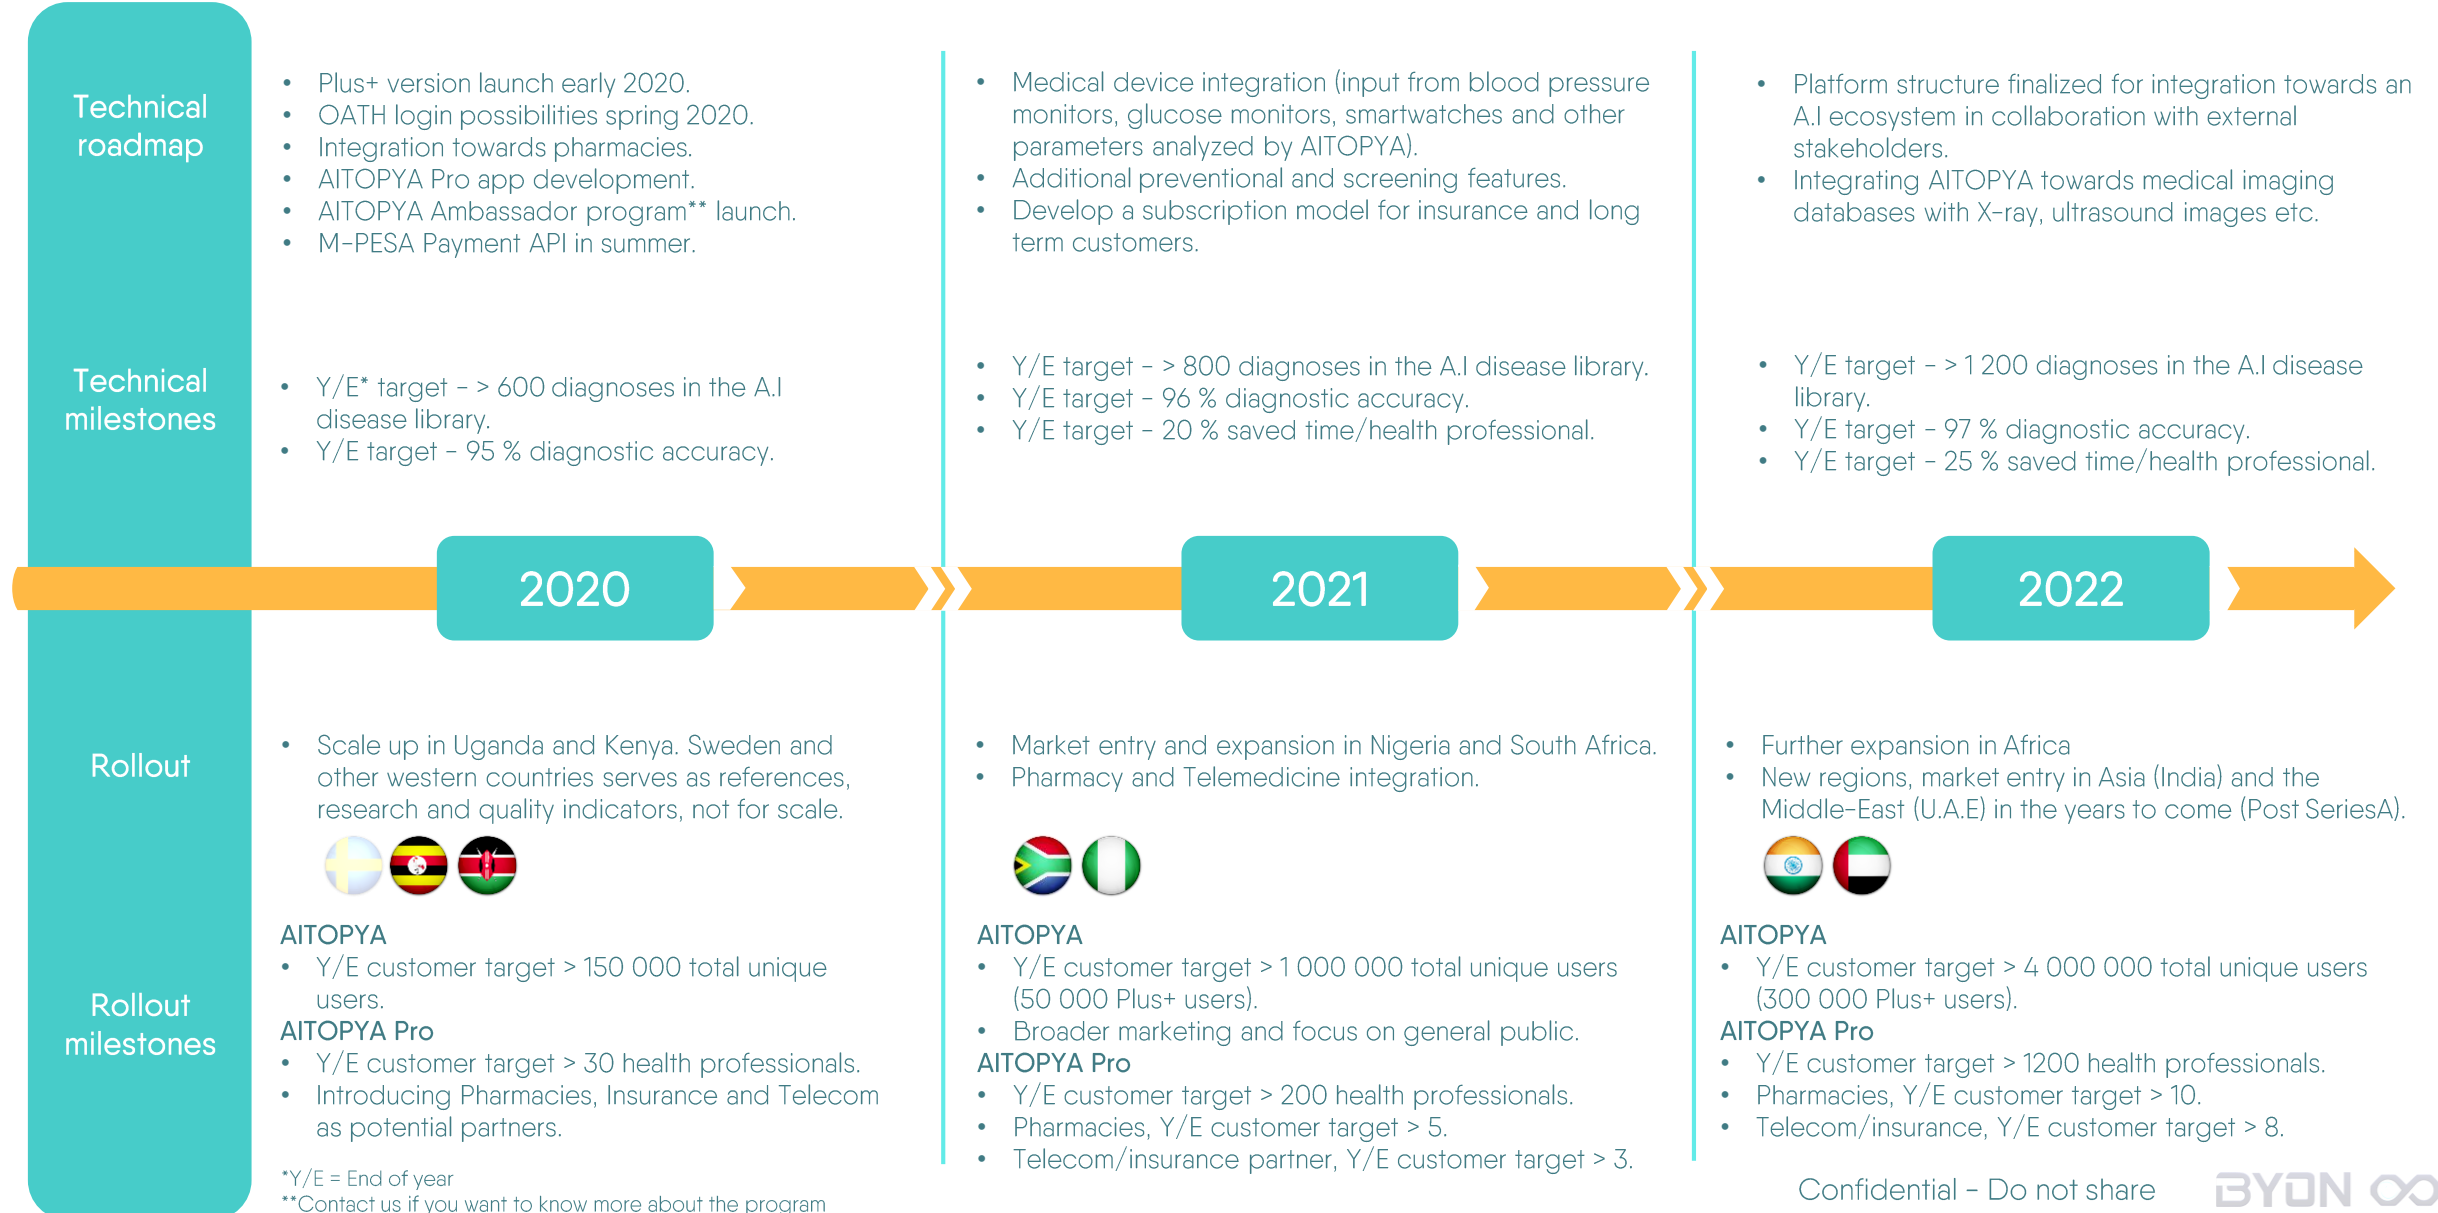 Technical
roadmap
• Plus+ version launch early 2020.
• OATH login possibilities spring 2020.
• Integration towards pharmacies.
• AITOPYA Pro app development.
• AITOPYA Ambassador program** launch.
• M-PESA Payment API in summer.
• Medical device integration (input from blood pressure
monitors, glucose monitors, smartwatches and other
parameters analyzed by AITOPYA).
• Additional preventional and screening features.
• Develop a subscription model for insurance and long
term customers.
• Platform structure finalized for integration towards an
A.I ecosystem in collaboration with external
stakeholders.
• Integrating AITOPYA towards medical imaging
databases with X-ray, ultrasound images etc.
Technical
milestones
• Y/E* target - > 600 diagnoses in the A.I
disease library.
• Y/E target - 95 % diagnostic accuracy.
• Y/E target - > 800 diagnoses in the A.I disease library.
• Y/E target - 96 % diagnostic accuracy.
• Y/E target - 20 % saved time/health professional.
• Y/E target - > 1 200 diagnoses in the A.I disease
library.
• Y/E target - 97 % diagnostic accuracy.
• Y/E target - 25 % saved time/health professional.
2020
2021
2022
Rollout
• Scale up in Uganda and Kenya. Sweden and
other western countries serves as references,
research and quality indicators, not for scale.
• Market entry and expansion in Nigeria and South Africa.
• Pharmacy and Telemedicine integration.
• Further expansion in Africa
• New regions, market entry in Asia (India) and the
Middle-East (U.A.E) in the years to come (Post SeriesA).
Rollout
milestones
AITOPYA
• Y/E customer target > 150 000 total unique
users.
AITOPYA Pro
• Y/E customer target > 30 health professionals.
• Introducing Pharmacies, Insurance and Telecom
as potential partners.
*Y/E = End of year
**Contact us if you want to know more about the program
AITOPYA
• Y/E customer target > 1 000 000 total unique users
(50 000 Plus+ users).
• Broader marketing and focus on general public.
AITOPYA Pro
• Y/E customer target > 200 health professionals.
• Pharmacies, Y/E customer target > 5.
• Telecom/insurance partner, Y/E customer target > 3.
AITOPYA
• Y/E customer target > 4 000 000 total unique users
(300 000 Plus+ users).
AITOPYA Pro
• Y/E customer target > 1200 health professionals.
• Pharmacies, Y/E customer target > 10.
• Telecom/insurance, Y/E customer target > 8.
Confidential - Do not share
BYON